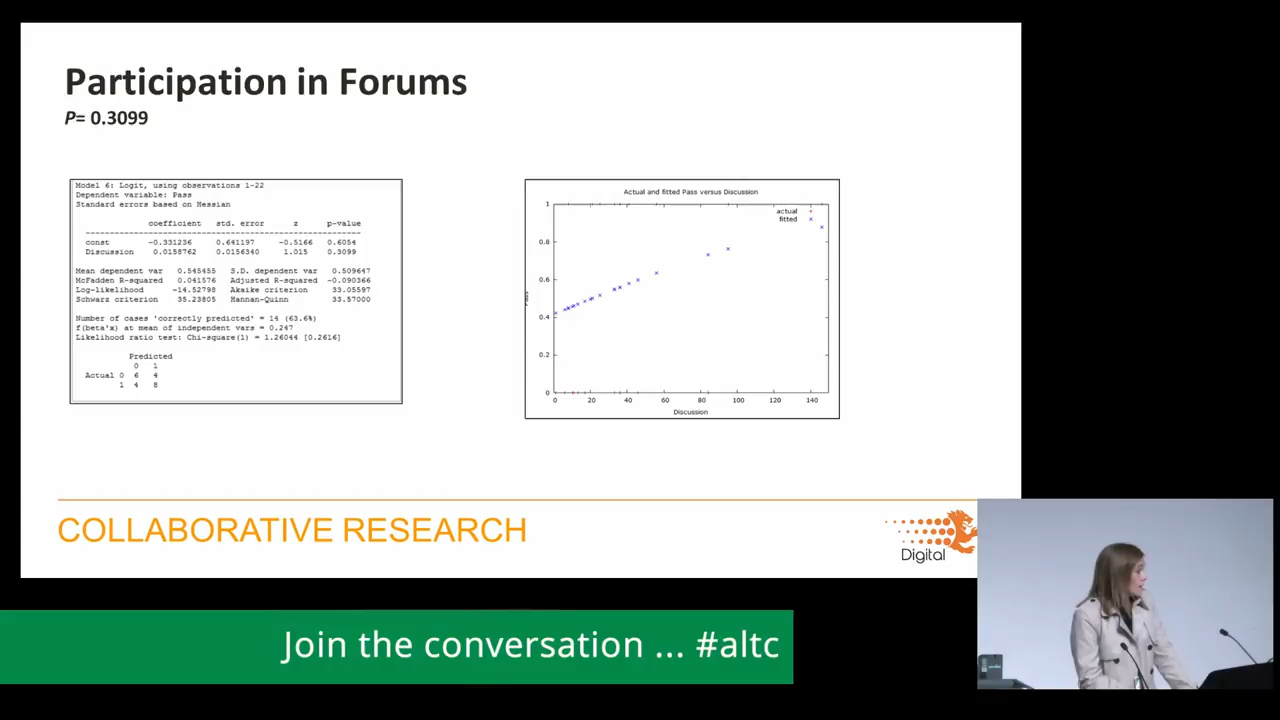 Participation in Forums
P= 0.3099
Model 6: Logit, using observations 1-22
Dependent variable: Pass
Standard errors based on Hessian
coefficient std. error z p-value
const -0.331236 0.641197 -0.5166 0.6054
Discussion 0.0158762 0.0156340 1.015 0.3099
Mean dependent var 0.545455 S.D. dependent var 0.509647
McFadden R-squared 0.041576 Adjusted R-squared -0.090366
Log-likelihood -14.52798 Akaike criterion 33.05597
Schwarz criterion 35.23805 Hannan-Quinn 33.57000
Number of cases 'correctly predicted' = 14 (63.6%)
f(beta'x) at mean of independent vars = 0.247
Likelihood ratio test: Chi-square(1) = 1.26044 [0.2616]
Predicted
0 1
Actual 0 6 4
1 4 8
Actual and fitted Pass versus Discussion
actual
fitted
1
0.8
0.6
0.4
0.2
0
Pass
0 20 40 60 80 100 120 140
Discussion
COLLABORATIVE RESEARCH
Digital
Join the conversation ... #altc